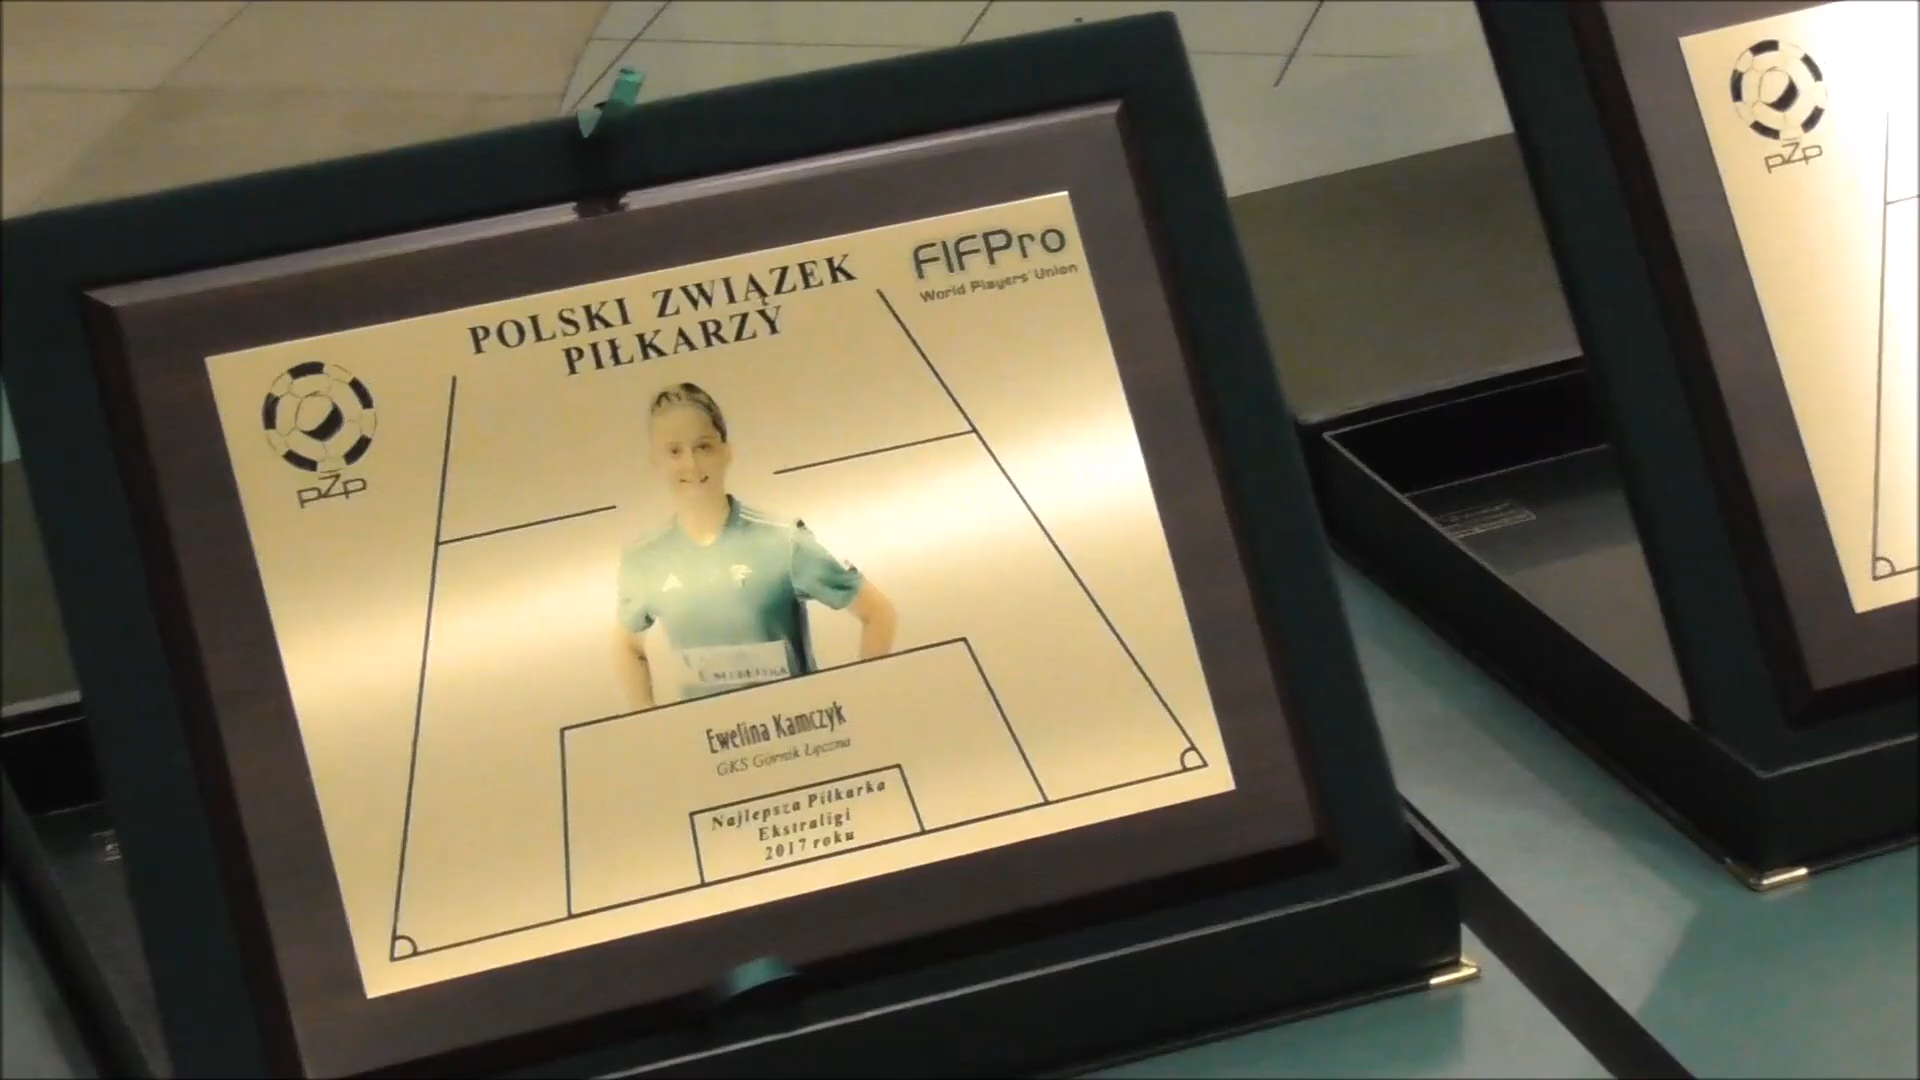 POLSKI ZWIĄZEK
PIŁKARZY
FIFPro
World Players' Union
pZp
Ewelina Kamczyk
GKS Górnik Łęczna
Najlepsza Piłkarka
Ekstraligi
2017 roku
pZp